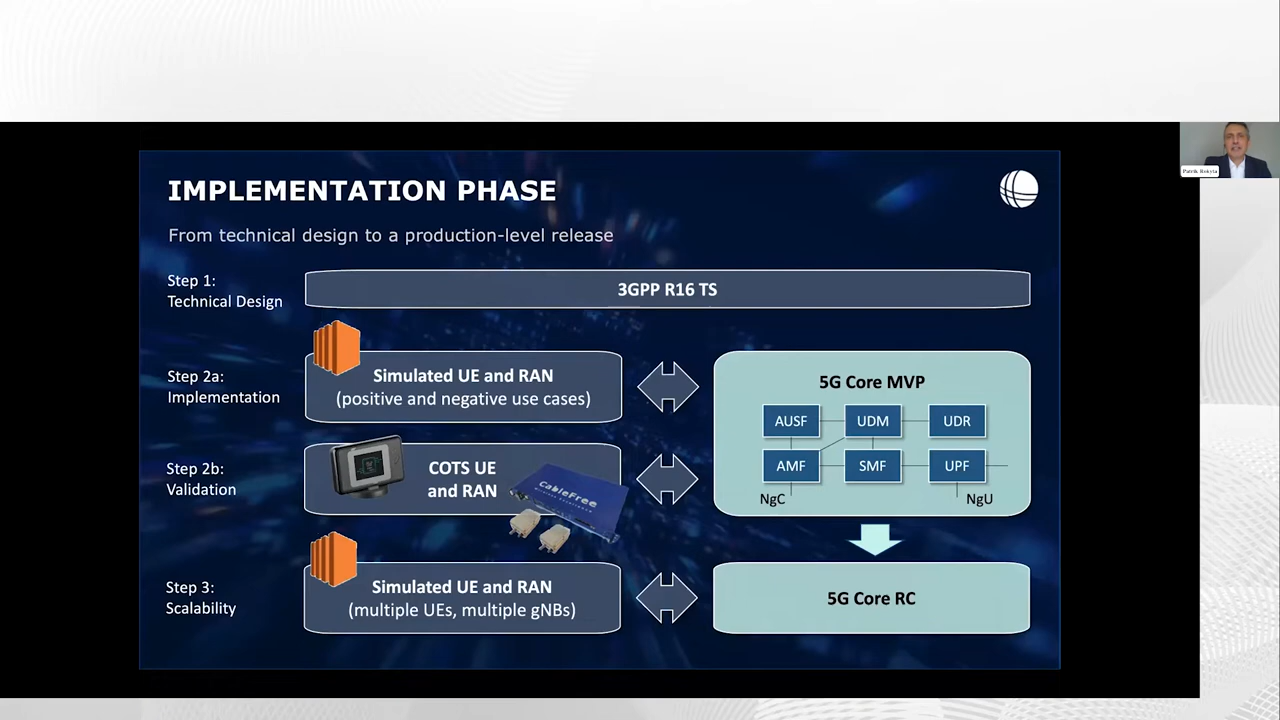 IMPLEMENTATION PHASE
From technical design to a production-level release
Step 1:
Technical Design
3GPP R16 TS
Step 2a:
Implementation
Simulated UE and RAN
(positive and negative use cases)
5G Core MVP
AUSF
UDM
UDR
AMF
SMF
UPF
NgC
NgU
Step 2b:
Validation
COTS UE
and RAN
CableFree
Step 3:
Scalability
Simulated UE and RAN
(multiple UEs, multiple gNBs)
5G Core RC
Patrik Rokyta